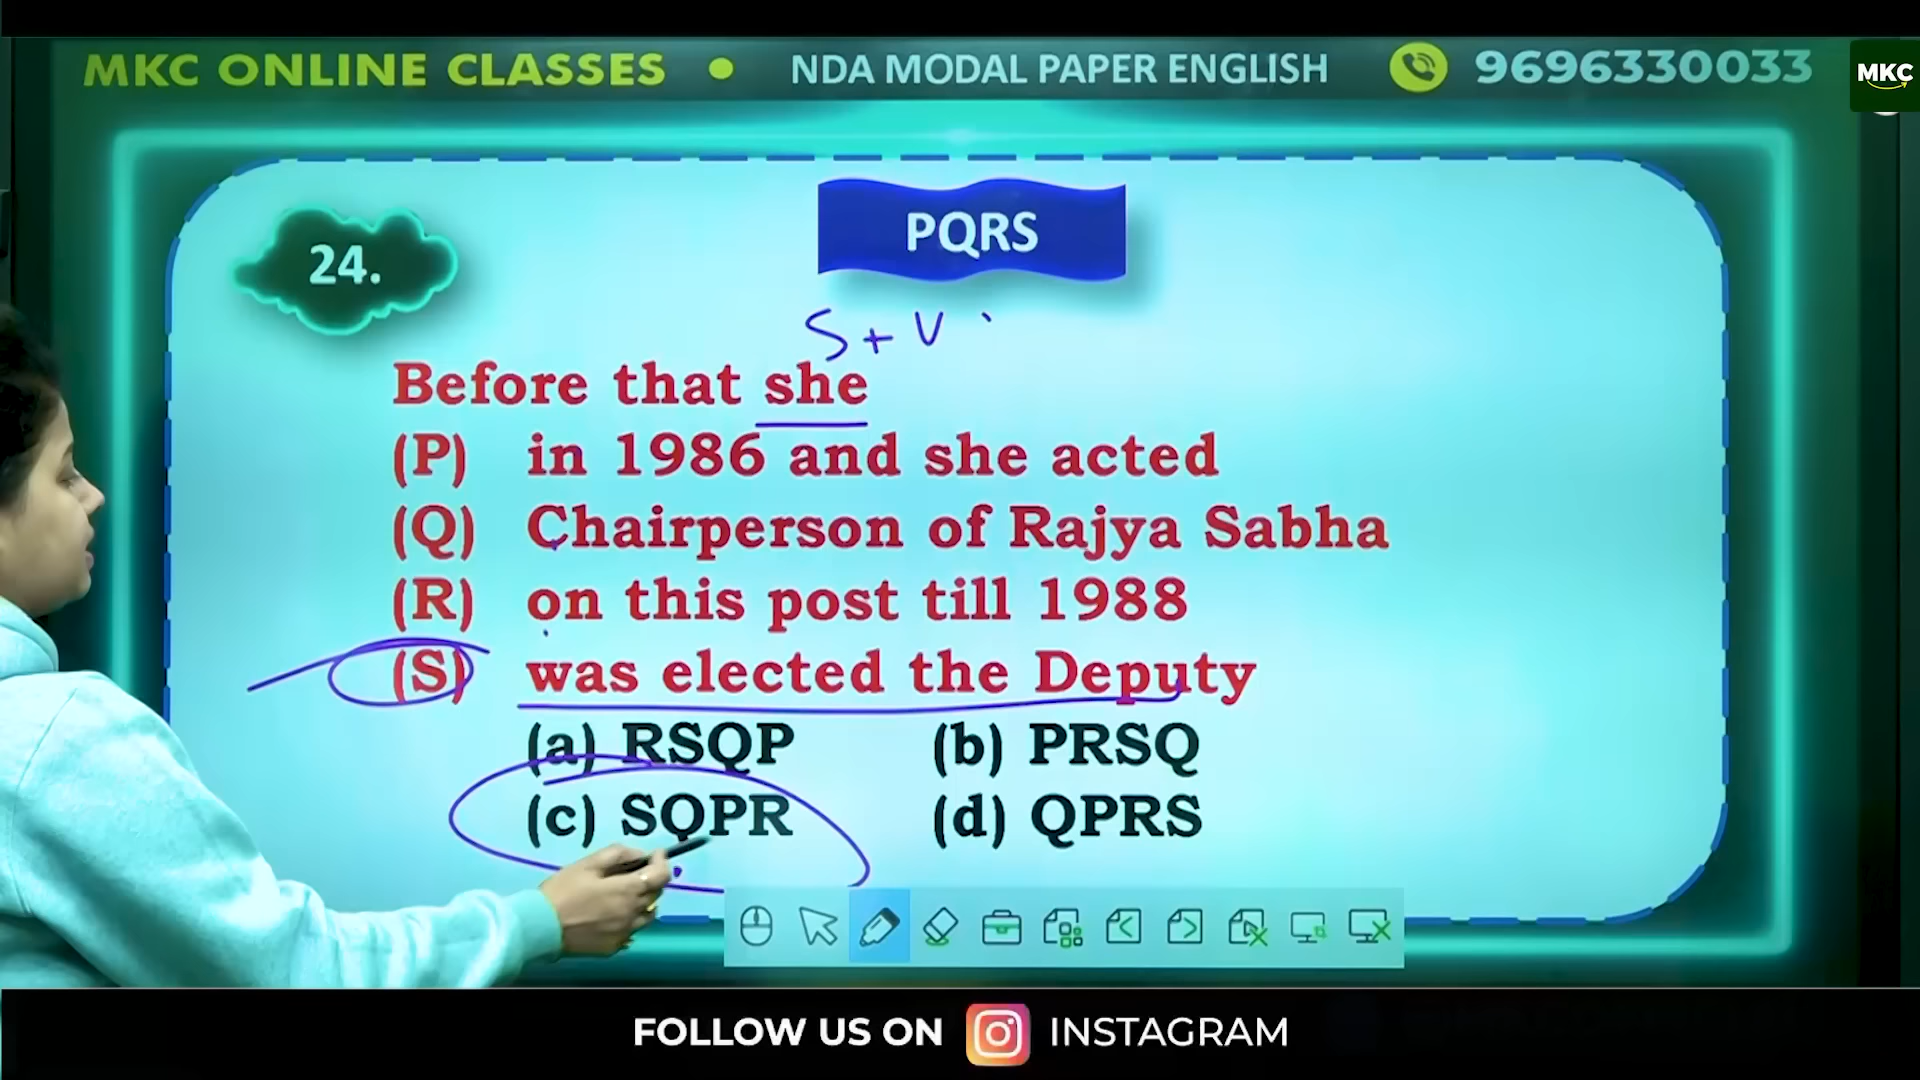 MKC ONLINE CLASSES ● NDA MODAL PAPER ENGLISH 9696330033
MKC
PQRS
24.
S + V
Before that she
(P) in 1986 and she acted
(Q) Chairperson of Rajya Sabha
(R) on this post till 1988
(S) was elected the Deputy
(a) RSQP (b) PRSQ
(c) SQPR (d) QPRS
FOLLOW US ON INSTAGRAM